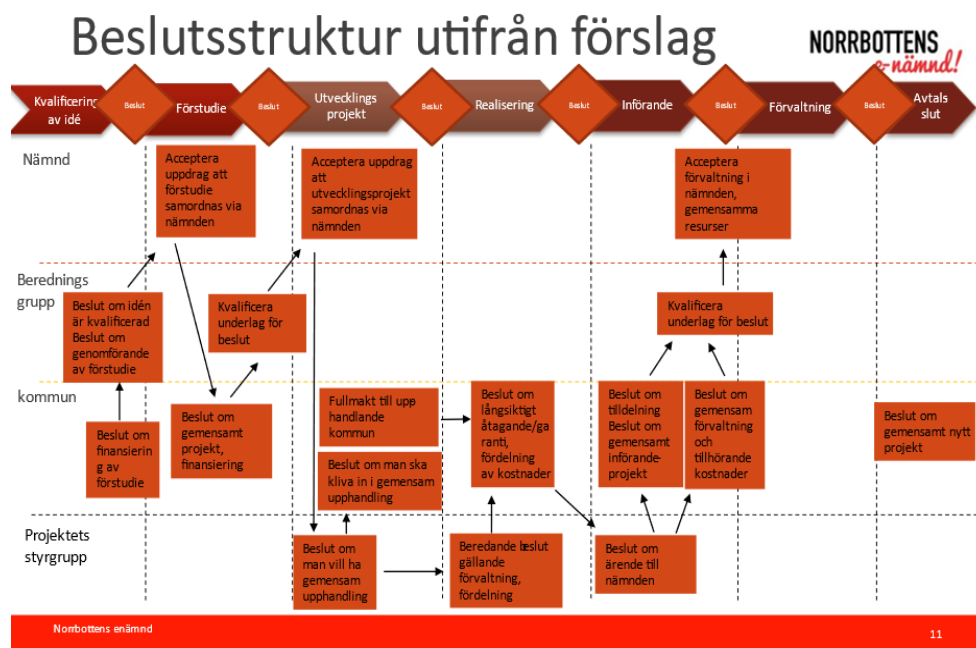 Beslutsstruktur utifrån förslag
NORRBOTTENS
e-nämnd!
Kvalificering
av idé
Beslut
Förstudie
Beslut
Utvecklings
projekt
Beslut
Realisering
Beslut
Införande
Beslut
Förvaltning
Beslut
Avtals
slut
Nämnd
Acceptera
uppdrag att
förstudie
samordnas via
nämnden
Acceptera uppdrag
att
utvecklingsprojekt
samordnas via
nämnden
Acceptera
förvaltning i
nämnden,
gemensamma
resurser
Berednings
grupp
Beslut om idén
är kvalificerad
Beslut om
genomförande
av förstudie
Kvalificera
underlag för
beslut
Kvalificera
underlag för beslut
kommun
Beslut om
finansierin
g av
förstudie
Beslut om
gemensamt
projekt,
finansiering
Fullmakt till upp-
handlande
kommun
Beslut om man ska
kliva in i gemensam
upphandling
Beslut om
långsiktigt
åtagande/ga
ranti,
fördelning
av kostnader
Beslut om
tilldelning
Beslut om
gemensamt
införande-
projekt
Beslut om
gemensam
förvaltning
och
tillhörande
kostnader
Beslut om
gemensamt nytt
projekt
Projektets
styrgrupp
Beslut om
man vill ha
gemensam
upphandling
Beredande beslut
gällande
förvaltning,
fördelning
Beslut om
ärende till
nämnden
Norrbottens enämnd
11